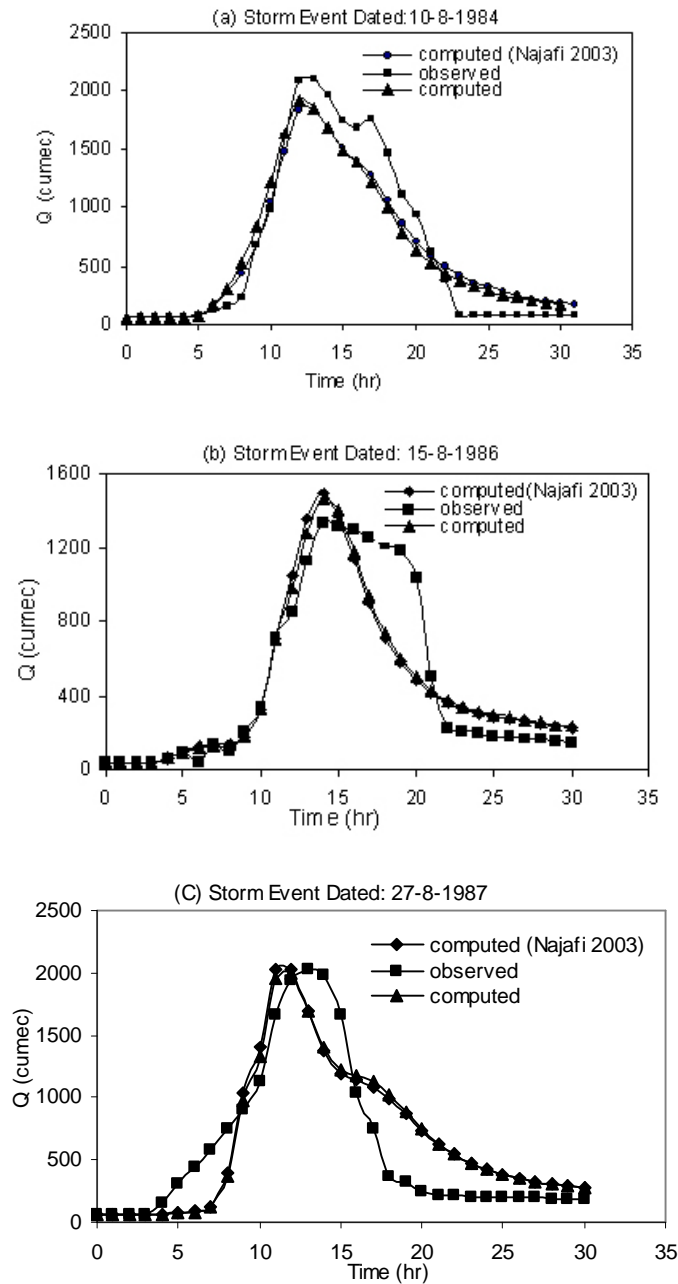 (a) Storm Event Dated:10-8-1984
2500
2000
1500
1000
500
0
Q (cumec)
computed (Najafi 2003)
observed
computed
0 5 10 15 20 25 30 35
Time (hr)
(b) Storm Event Dated: 15-8-1986
1600
1200
800
400
0
Q (cumec)
computed(Najafi 2003)
observed
computed
0 5 10 15 20 25 30 35
Time (hr)
(C) Storm Event Dated: 27-8-1987
2500
2000
1500
1000
500
0
Q (cumec)
computed (Najafi 2003)
observed
computed
0 5 10 15 20 25 30 35
Time (hr)